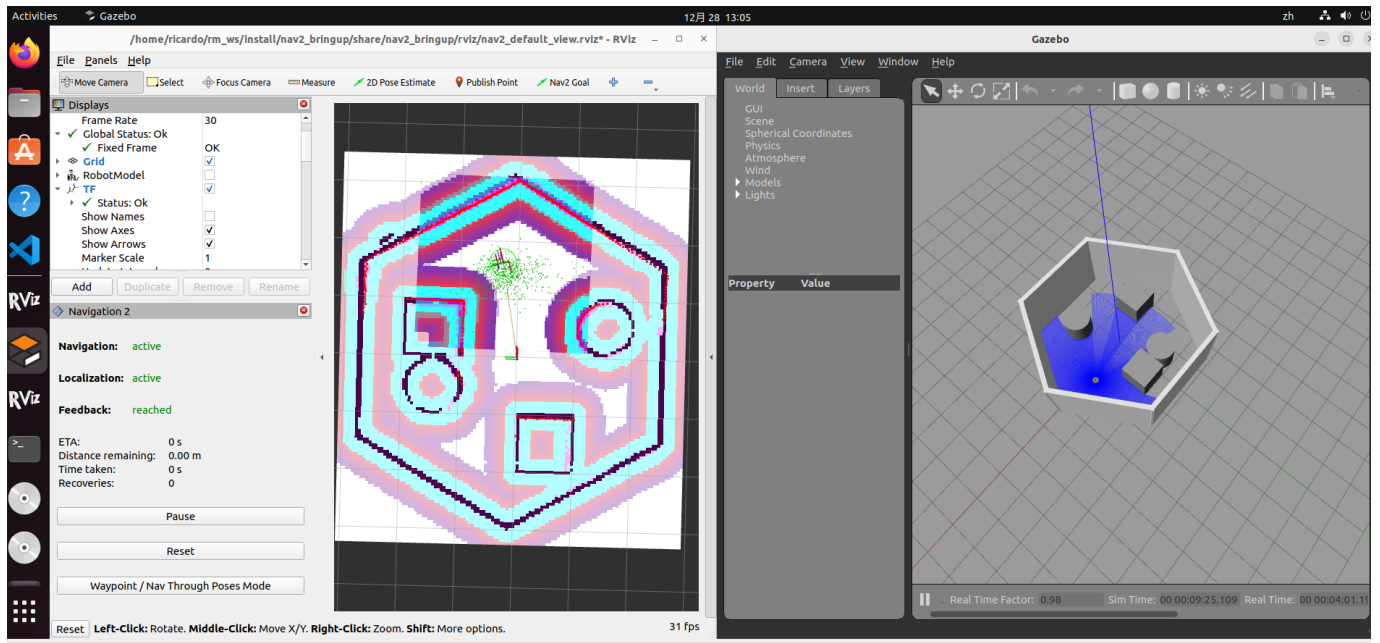 Activities Gazebo 12月 28 13:05 zh
/home/ricardo/rm_ws/install/nav2_bringup/share/nav2_bringup/rviz/nav2_default_view.rviz* - RViz
File Panels Help
Move Camera Select Focus Camera Measure 2D Pose Estimate Publish Point Nav2 Goal
Displays
Frame Rate 30
Global Status: Ok
Fixed Frame OK
Grid
RobotModel
TF
Status: Ok
Show Names
Show Axes
Show Arrows
Marker Scale 1
Add Duplicate Remove Rename
Navigation 2
Navigation: active
Localization: active
Feedback: reached
ETA: 0 s
Distance remaining: 0.00 m
Time taken: 0 s
Recoveries: 0
Pause
Reset
Waypoint / Nav Through Poses Mode
Reset Left-Click: Rotate. Middle-Click: Move X/Y. Right-Click: Zoom. Shift: More options. 31 fps
RViz
RViz
Gazebo
File Edit Camera View Window Help
World Insert Layers
GUI
Scene
Spherical Coordinates
Physics
Atmosphere
Wind
Models
Lights
Property Value
Real Time Factor: 0.98 Sim Time: 00 00:09:25.109 Real Time: 00 00:04:01.19